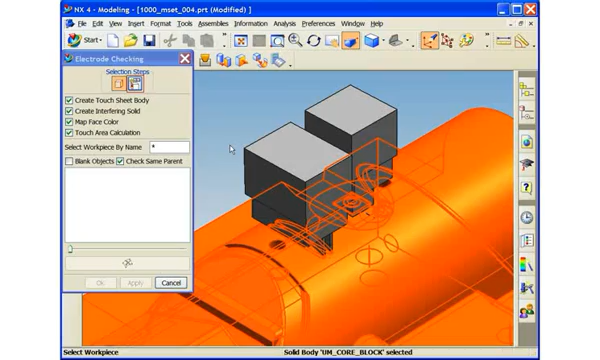 NX 4 - Modeling - [1000_mset_004.prt (Modified) ]
File Edit View Insert Format Tools Assemblies Information Analysis Preferences Window Help
Start
Electrode Checking
Selection Steps
Create Touch Sheet Body
Create Interfering Solid
Map Face Color
Touch Area Calculation
Select Workpiece By Name *
Blank Objects Check Same Parent
Ok Apply Cancel
Select Workpiece Solid Body 'UM_CORE_BLOCK' selected